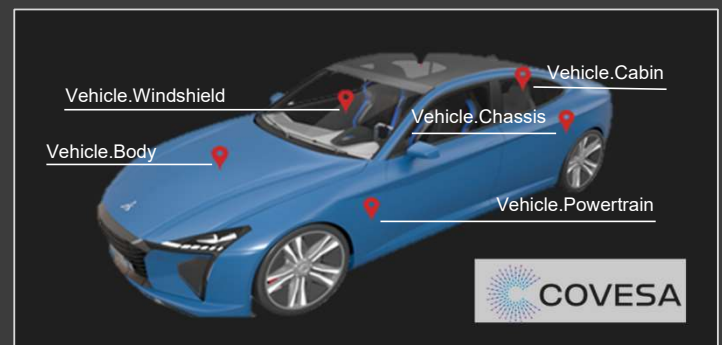 Vehicle.Cabin
Vehicle.Windshield
Vehicle.Chassis
Vehicle.Body
Vehicle.Powertrain
COVESA